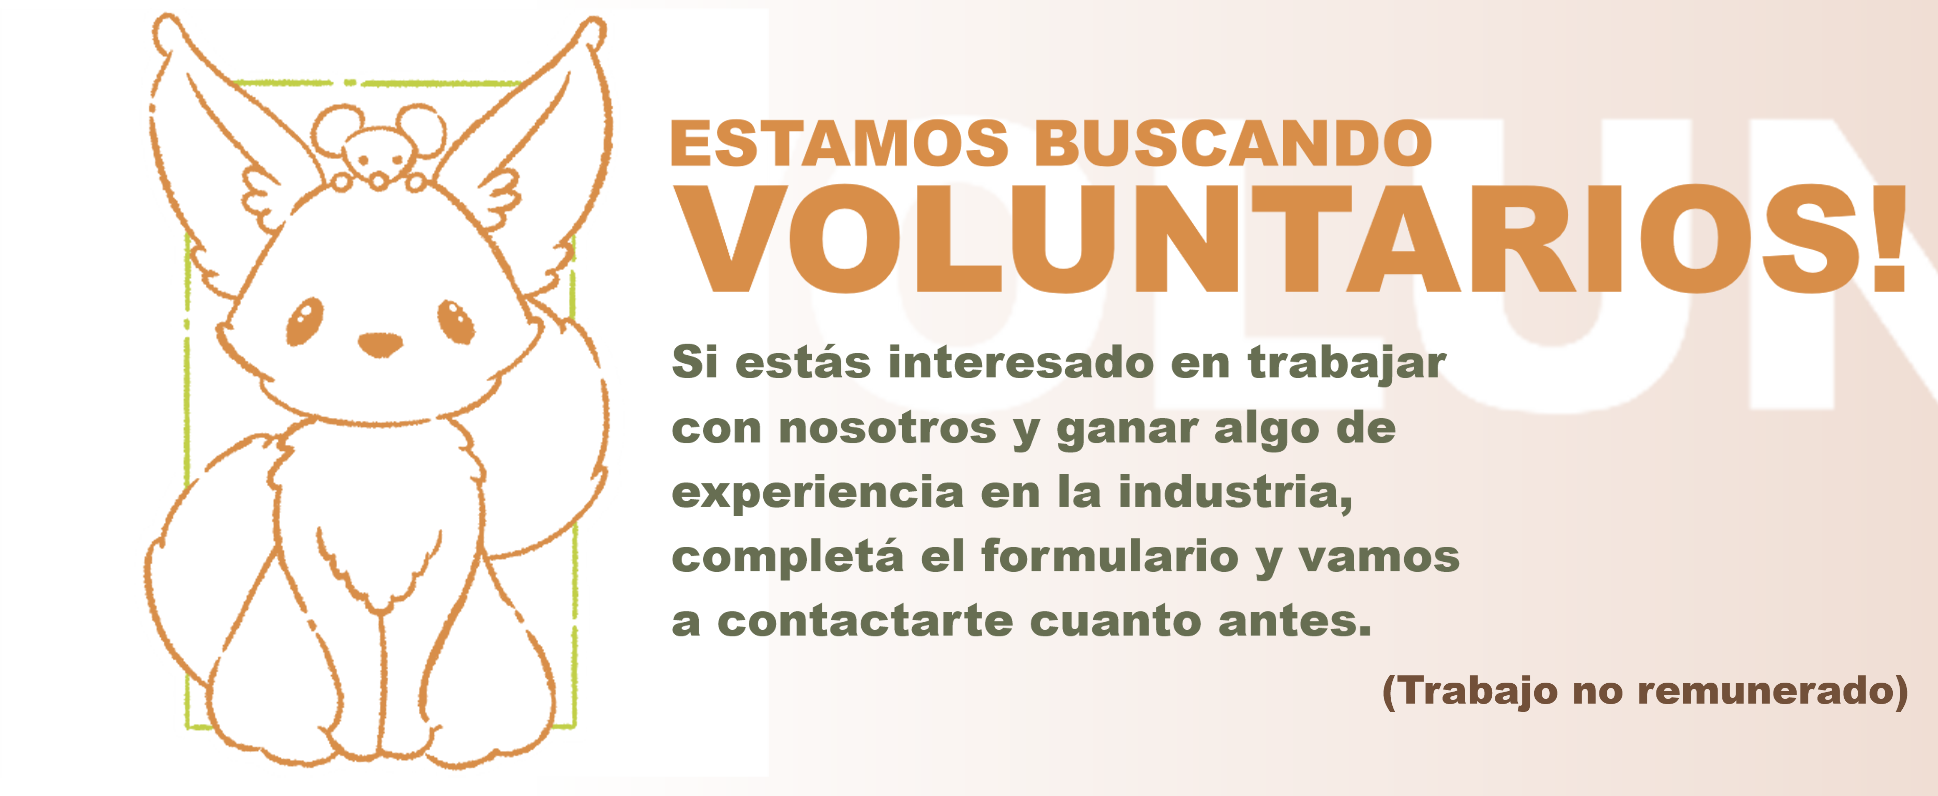 ESTAMOS BUSCANDO
VOLUNTARIOS!
Si estás interesado en trabajar
con nosotros y ganar algo de
experiencia en la industria,
completá el formulario y vamos
a contactarte cuanto antes.
(Trabajo no remunerado)
OLUN